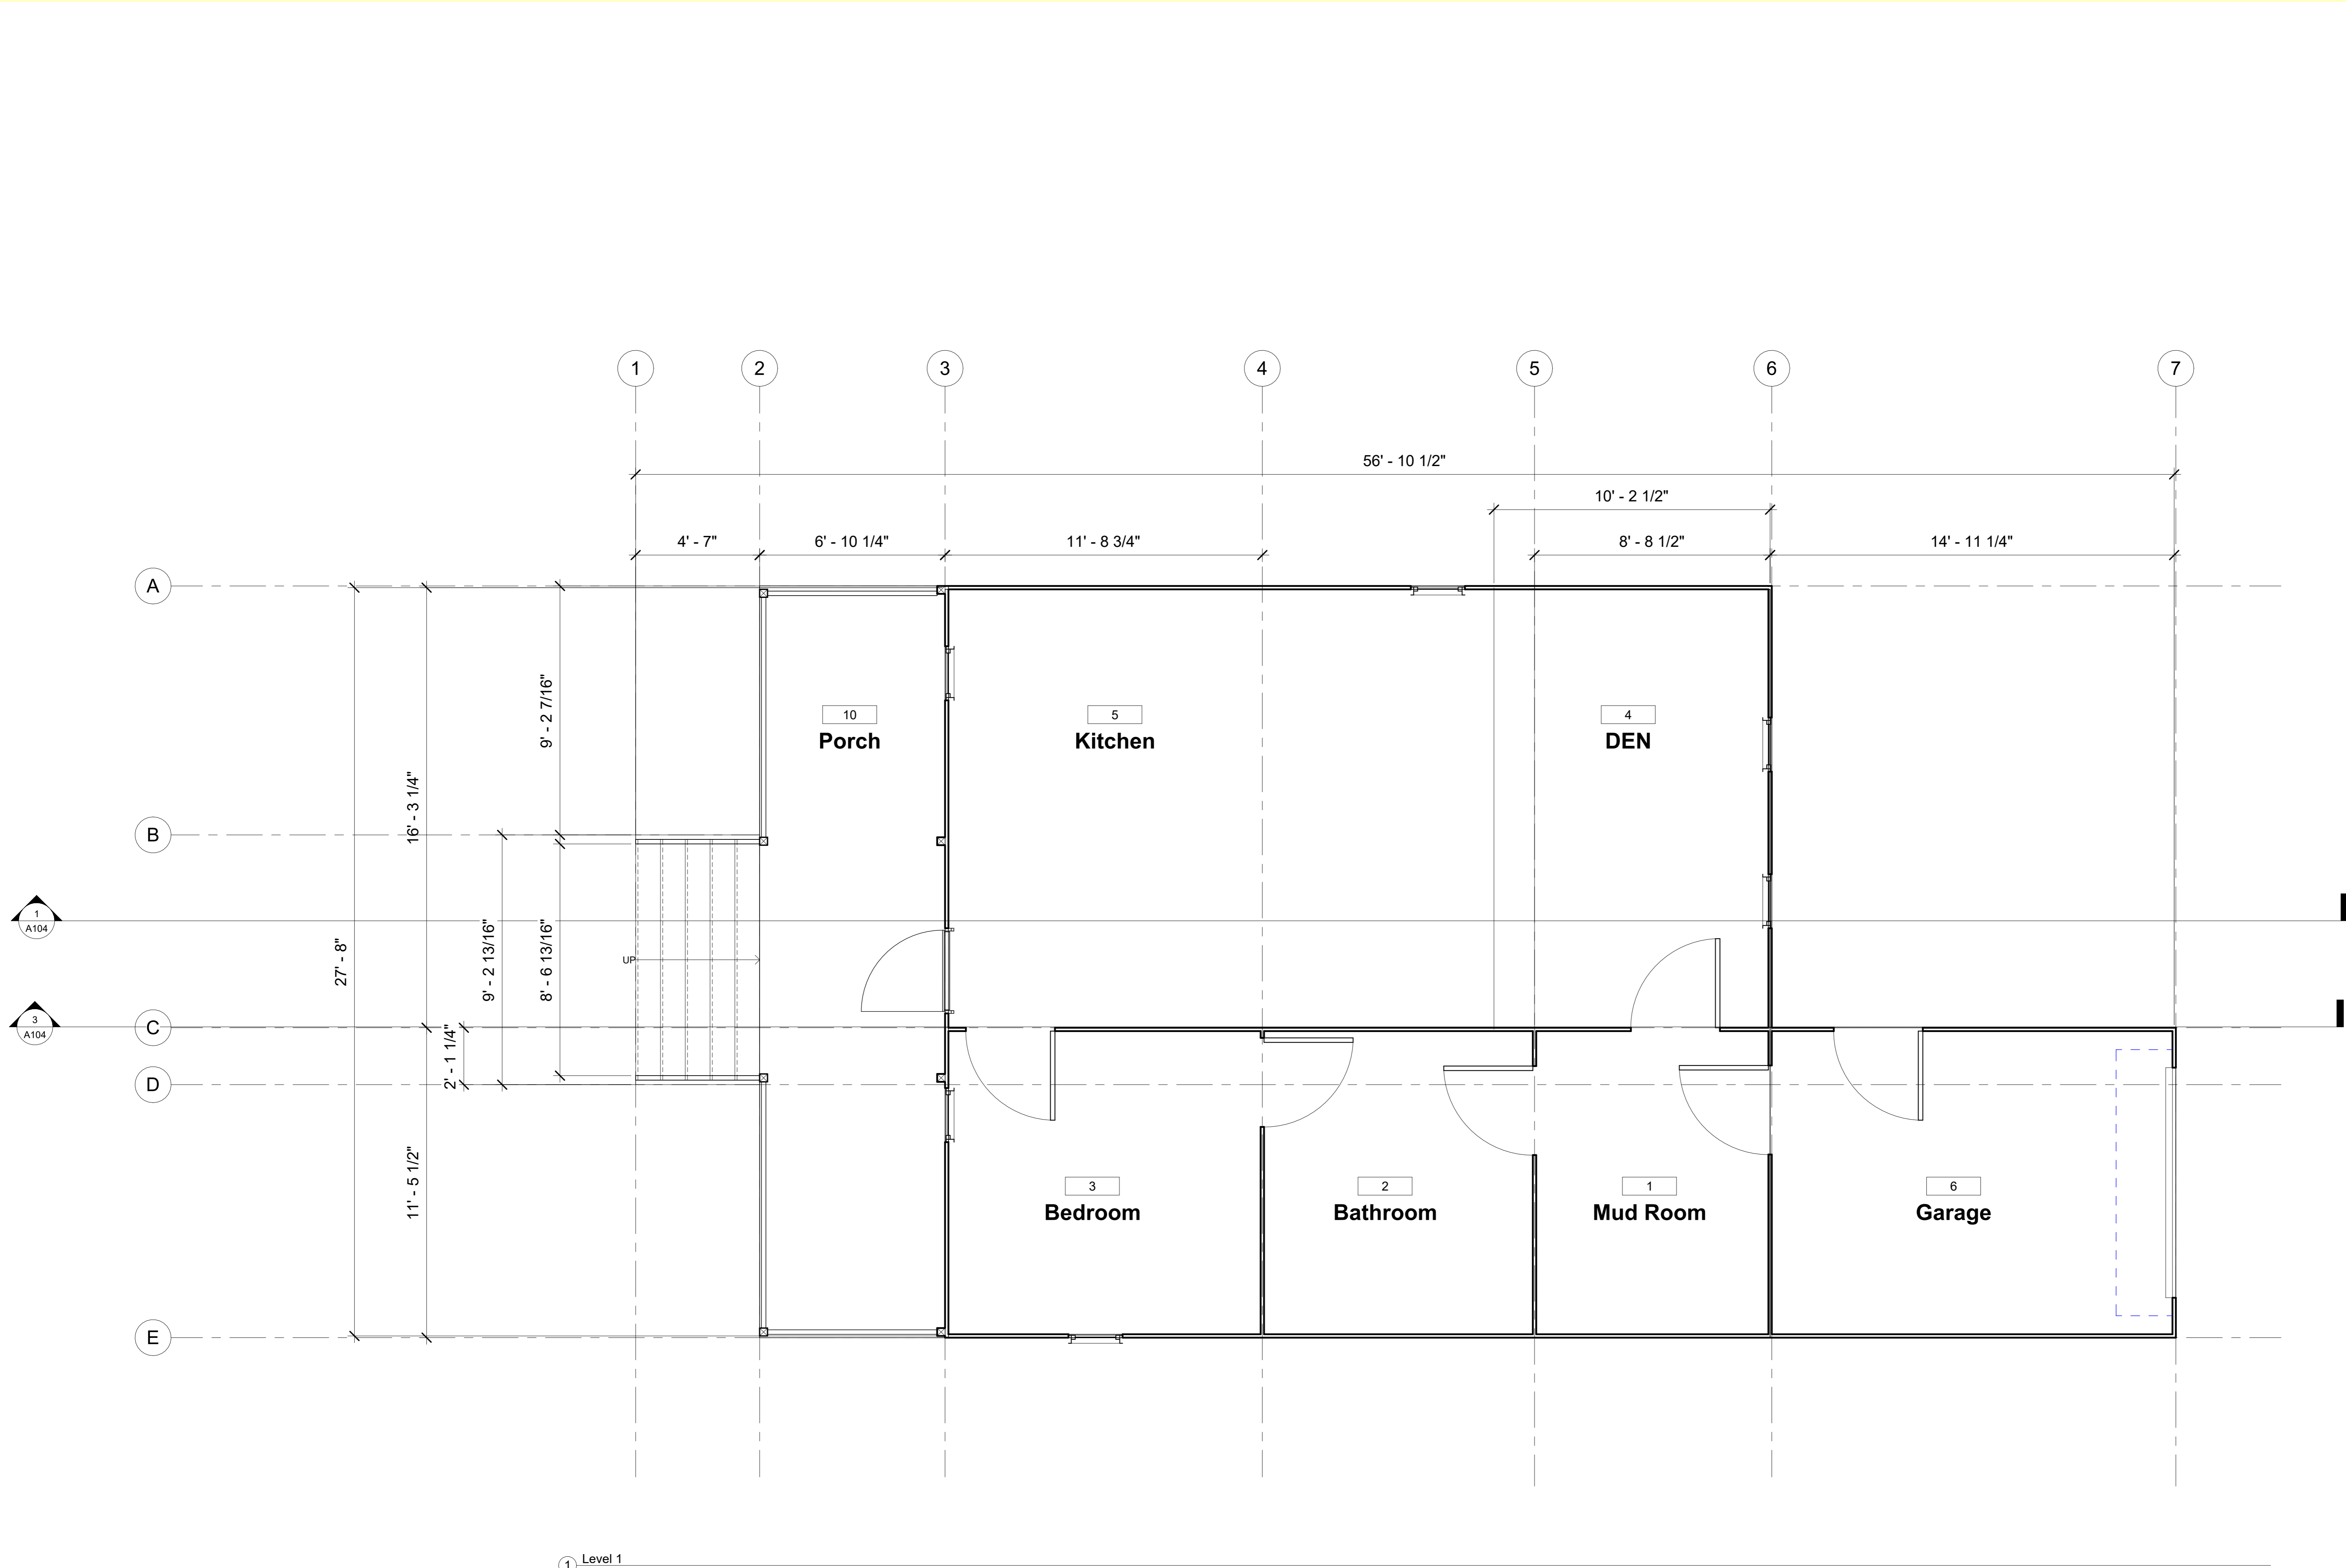 1 2 3 4 5 6 7
56' - 10 1/2"
10' - 2 1/2"
4' - 7" 6' - 10 1/4" 11' - 8 3/4" 8' - 8 1/2" 14' - 11 1/4"
A
9' - 2 7/16"
16' - 3 1/4"
10
Porch
5
Kitchen
4
DEN
B
1
A104
27' - 8"
9' - 2 13/16"
8' - 6 13/16"
UP
3
A104
C
2' - 1 1/4"
D
11' - 5 1/2"
3
Bedroom
2
Bathroom
1
Mud Room
6
Garage
E
1 Level 1